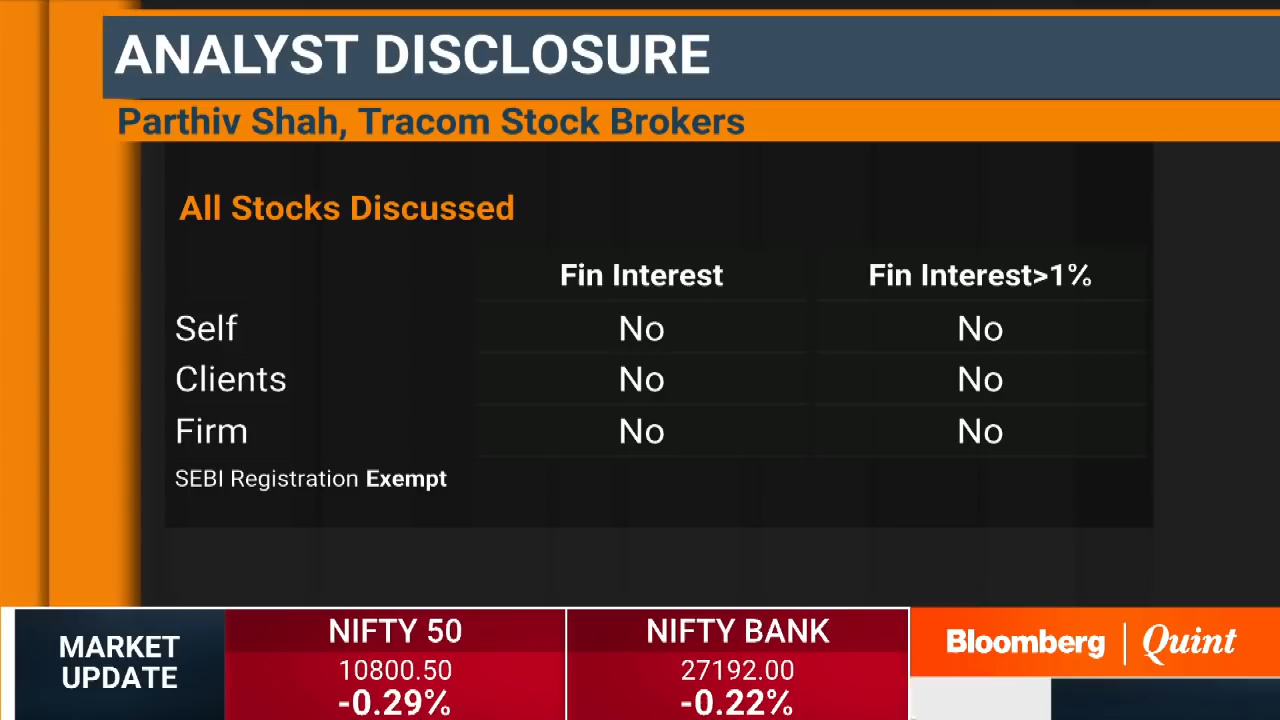 ANALYST DISCLOSURE
Parthiv Shah, Tracom Stock Brokers
All Stocks Discussed
Fin Interest Fin Interest>1%
Self No No
Clients No No
Firm No No
SEBI Registration Exempt
MARKET UPDATE
NIFTY 50
10800.50
-0.29%
NIFTY BANK
27192.00
-0.22%
Bloomberg | Quint